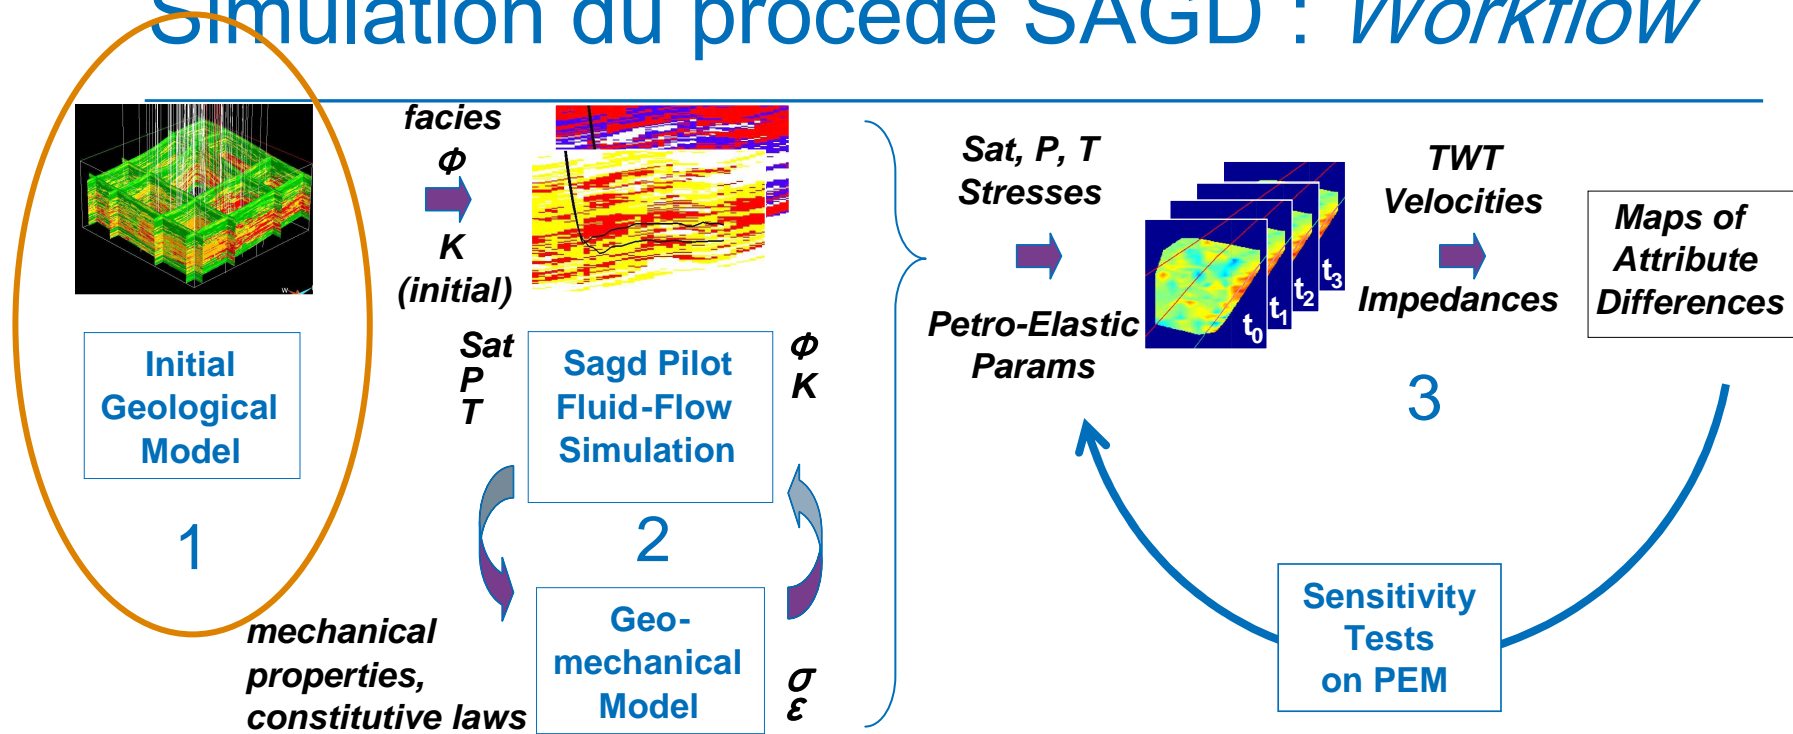 Simulation du procédé SAGD : Workflow
facies
Φ
K
(initial)
Initial
Geological
Model
1
Sat
P
T
Sagd Pilot
Fluid-Flow
Simulation
Φ
K
2
mechanical
properties,
constitutive laws
Geo-
mechanical
Model
σ
ε
Sat, P, T
Stresses
Petro-Elastic
Params
t0
t1
t2
t3
TWT
Velocities
Impedances
3
Maps of
Attribute
Differences
Sensitivity
Tests
on PEM